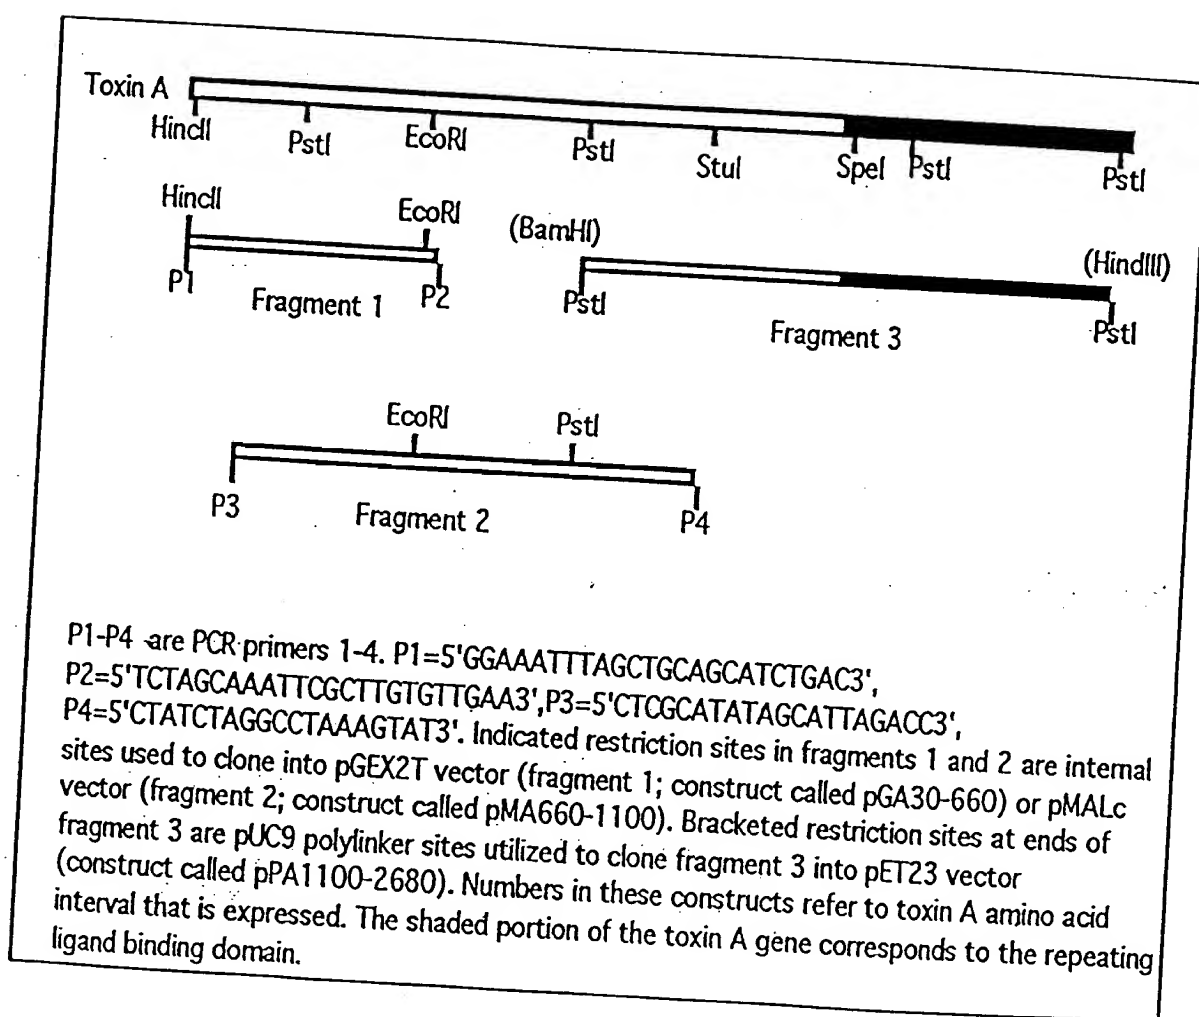 Toxin A
HincII PstI EcoRI PstI StuI SpeI PstI PstI
HincII EcoRI (BamHI) (HindIII)
P1 Fragment 1 P2 PstI Fragment 3 PstI
EcoRI PstI
P3 Fragment 2 P4
P1-P4 are PCR primers 1-4. P1=5'GGAAATTTAGCTGCAGCATCTGAC3',
P2=5'TCTAGCAAATTCGCTTGTGTTGAA3',P3=5'CTCGCATATAGCATTAGACC3',
P4=5'CTATCTAGGCCTAAAGTAT3'. Indicated restriction sites in fragments 1 and 2 are internal
sites used to clone into pGEX2T vector (fragment 1; construct called pGA30-660) or pMALc
vector (fragment 2; construct called pMA660-1100). Bracketed restriction sites at ends of
fragment 3 are pUC9 polylinker sites utilized to clone fragment 3 into pET23 vector
(construct called pPA1100-2680). Numbers in these constructs refer to toxin A amino acid
interval that is expressed. The shaded portion of the toxin A gene corresponds to the repeating
ligand binding domain.